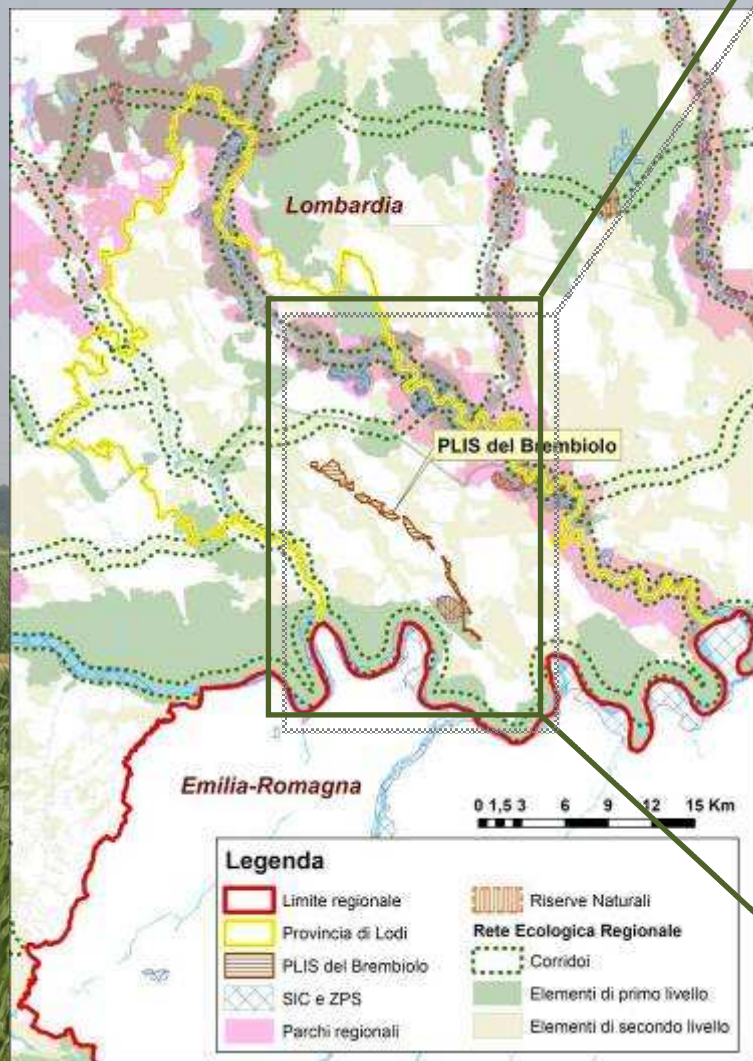 Lombardia
PLIS del Brembiolo
Emilia-Romagna
0 1,5 3 6 9 12 15 Km
Legenda
Limite regionale
Provincia di Lodi
PLIS del Brembiolo
SIC e ZPS
Parchi regionali
Riserve Naturali
Rete Ecologica Regionale
Corridoi
Elementi di primo livello
Elementi di secondo livello